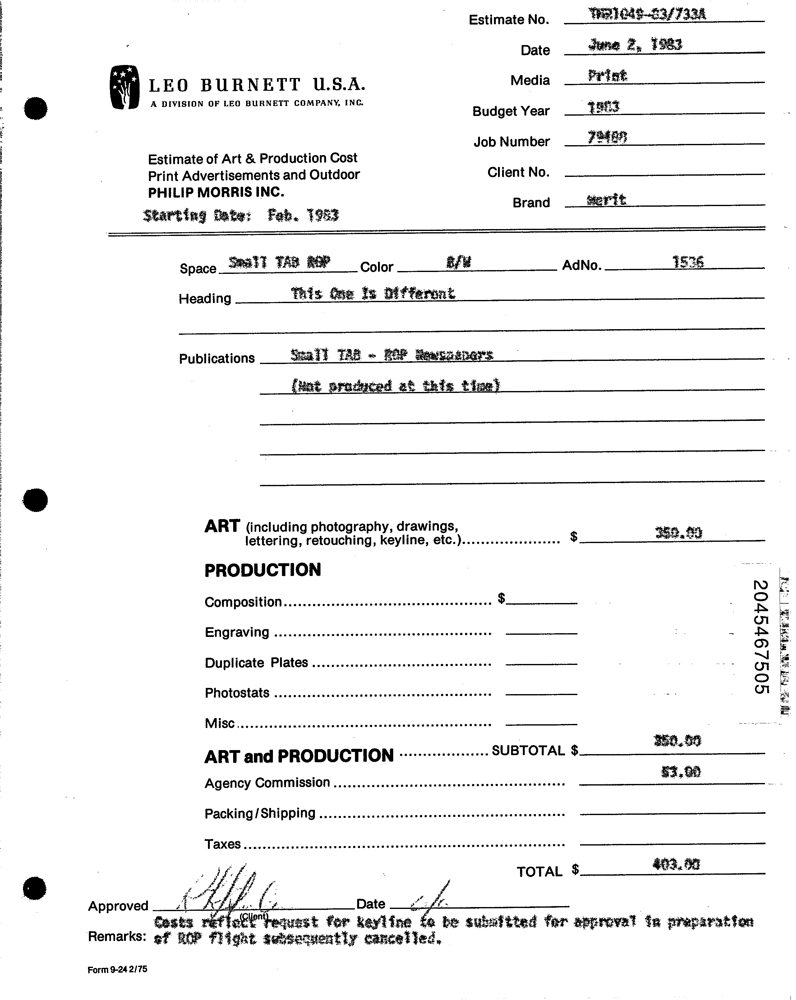 Estimate No. TMR1049-83/733A
Date June 2, 1983
LEO BURNETT U.S.A.
A DIVISION OF LEO BURNETT COMPANY, INC.
Media Print
Budget Year 1983
Job Number
Estimate of Art & Production Cost
Print Advertisements and Outdoor
PHILIP MORRIS INC.
Client No.
Brand Merit
Starting Date: Feb. 1983
Space Small TAB ROP Color B/W AdNo. 1536
Heading This One Is Different
Publications Small TAB - ROP Newspapers
(Not produced at this time)
ART (including photography, drawings,
lettering, retouching, keyline, etc.).................... $ 350.00
PRODUCTION
Composition............................................. $
Engraving ..............................................
Duplicate Plates .......................................
Photostats ..............................................
Misc.....................................................
ART and PRODUCTION ................... SUBTOTAL $ 350.00
Agency Commission .................................................. 53.00
Packing/Shipping .....................................................
Taxes.....................................................................
TOTAL $ 403.00
Approved Date
(Client)
Remarks: Costs reflect request for keyline to be submitted for approval in preparation
of ROP flight subsequently cancelled.
Form 9-24 2/75
2045467505